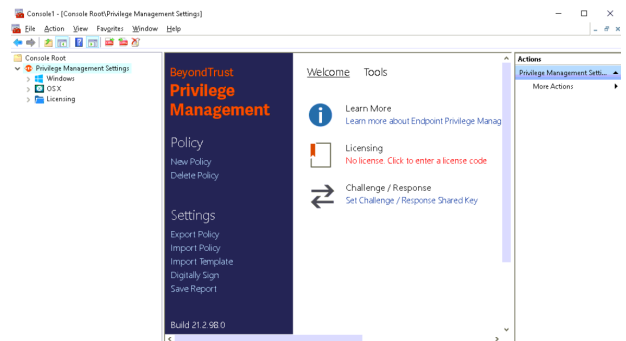 Console1 - [Console Root\Privilege Management Settings]
File Action View Favorites Window Help
Console Root
Privilege Management Settings
Windows
OS X
Licensing
BeyondTrust
Privilege
Management
Policy
New Policy
Delete Policy
Settings
Export Policy
Import Policy
Import Template
Digitally Sign
Save Report
Build 21.2.98.0
Welcome Tools
Learn More
Learn more about Endpoint Privilege Manag
Licensing
No license. Click to enter a license code
Challenge / Response
Set Challenge / Response Shared Key
Actions
Privilege Management Setti...
More Actions